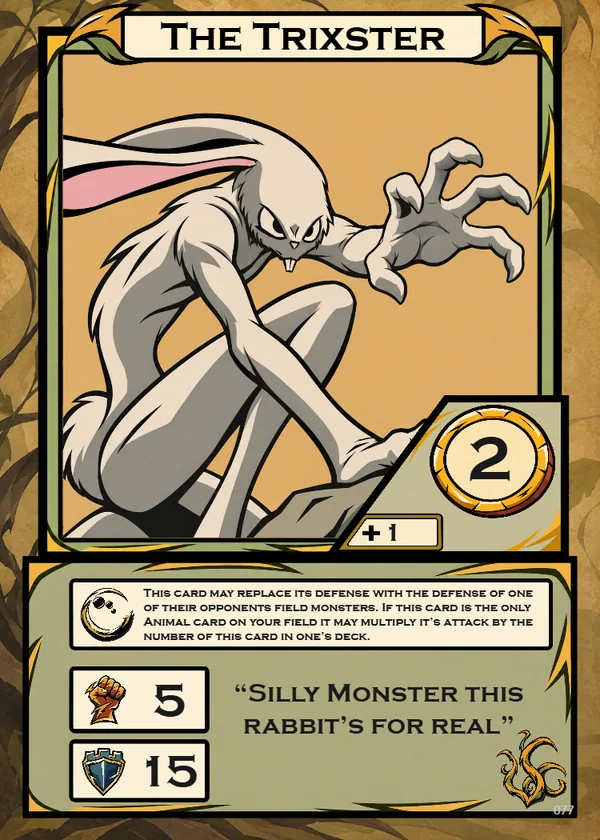 The Trixster
2
+ 1
This card may replace its defense with the defense of one
of their opponents field monsters. If this card is the only
Animal card on your field it may multiply it's attack by the
number of this card in one's deck.
5
"Silly Monster this
rabbit's for real"
15
077